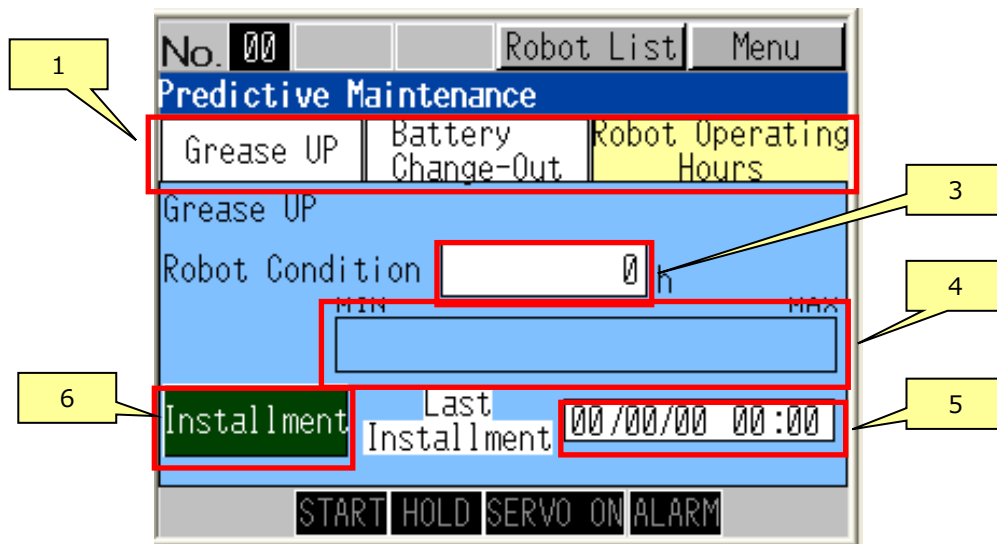 No. 00 Robot List Menu
1
Predictive Maintenance
Grease UP Battery Change-Out Robot Operating Hours
3
Grease UP
Robot Condition 0 h
4
MIN MAX
6
Installment Last Installment 00/00/00 00:00
5
START HOLD SERVO ON ALARM